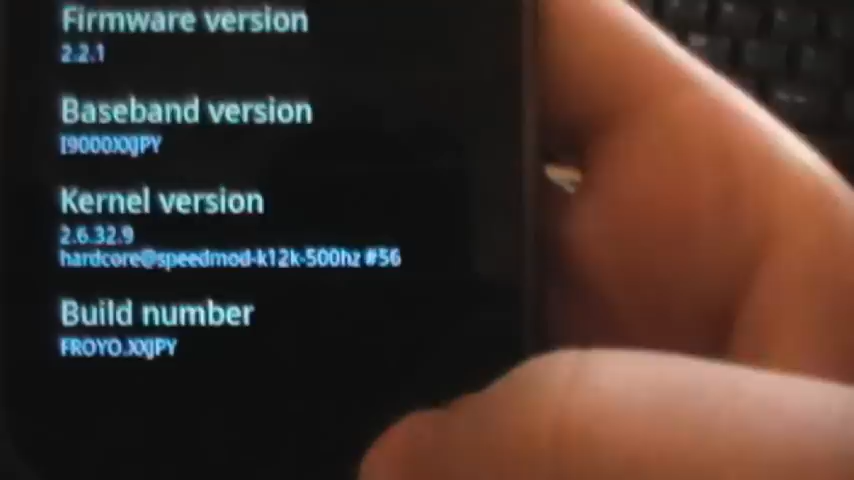 Firmware version
2.2.1
Baseband version
I9000XXJPY
Kernel version
2.6.32.9
hardcore@speedmod-k12k-500hz #56
Build number
FROYO.XXJPY